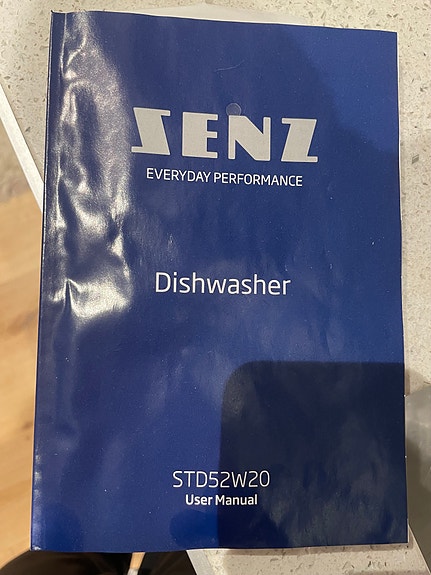 SENZ
EVERYDAY PERFORMANCE
Dishwasher
STD52W20
User Manual